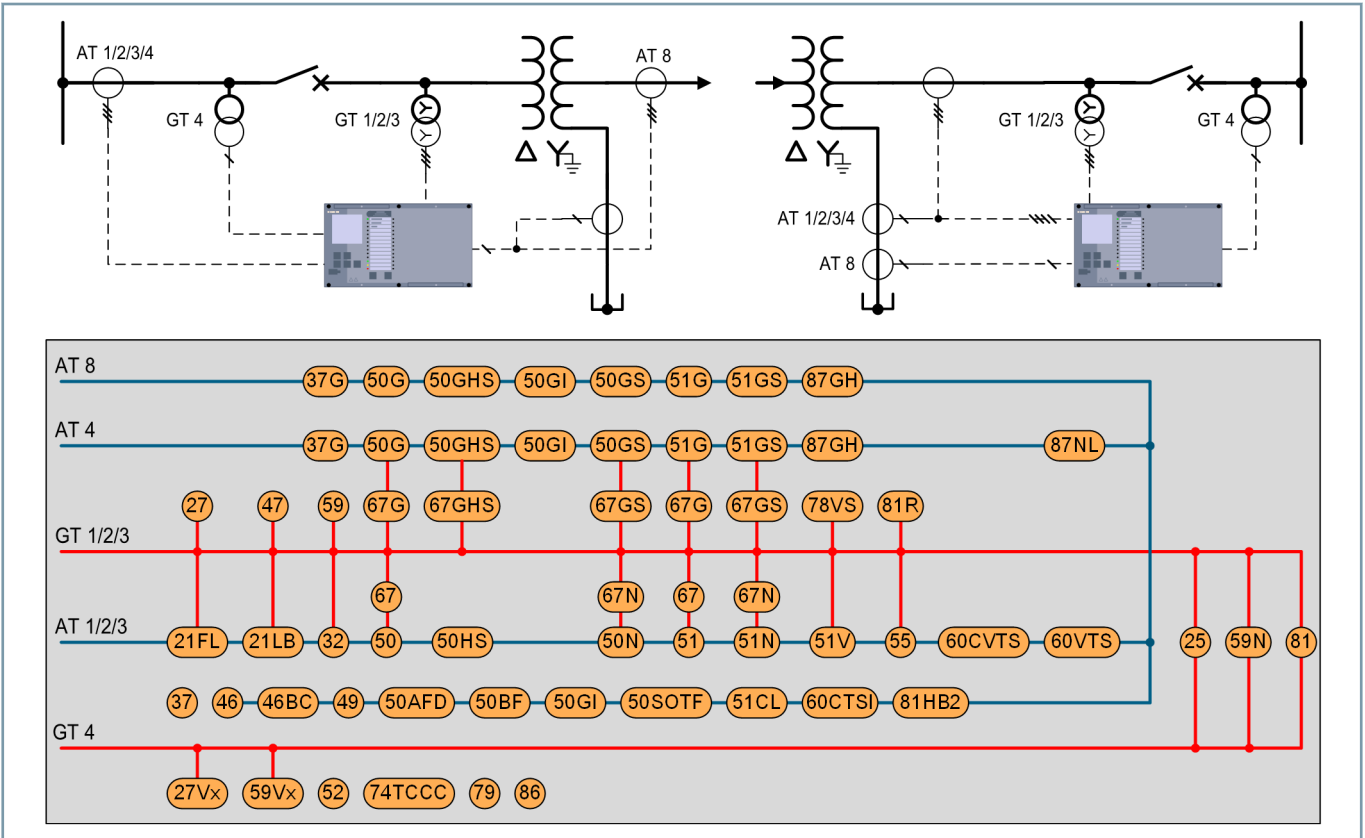 AT 1/2/3/4
GT 4
GT 1/2/3
AT 8
GT 1/2/3
GT 4
AT 1/2/3/4
AT 8
AT 8
37G 50G 50GHS 50GI 50GS 51G 51GS 87GH
AT 4
37G 50G 50GHS 50GI 50GS 51G 51GS 87GH 87NL
27 47 59 67G 67GHS 67GS 67G 67GS 78VS 81R
GT 1/2/3
67 67N 67 67N
AT 1/2/3
21FL 21LB 32 50 50HS 50N 51 51N 51V 55 60CVTS 60VTS 25 59N 81
37 46 46BC 49 50AFD 50BF 50GI 50SOTF 51CL 60CTSI 81HB2
GT 4
27Vx 59Vx 52 74TCCC 79 86